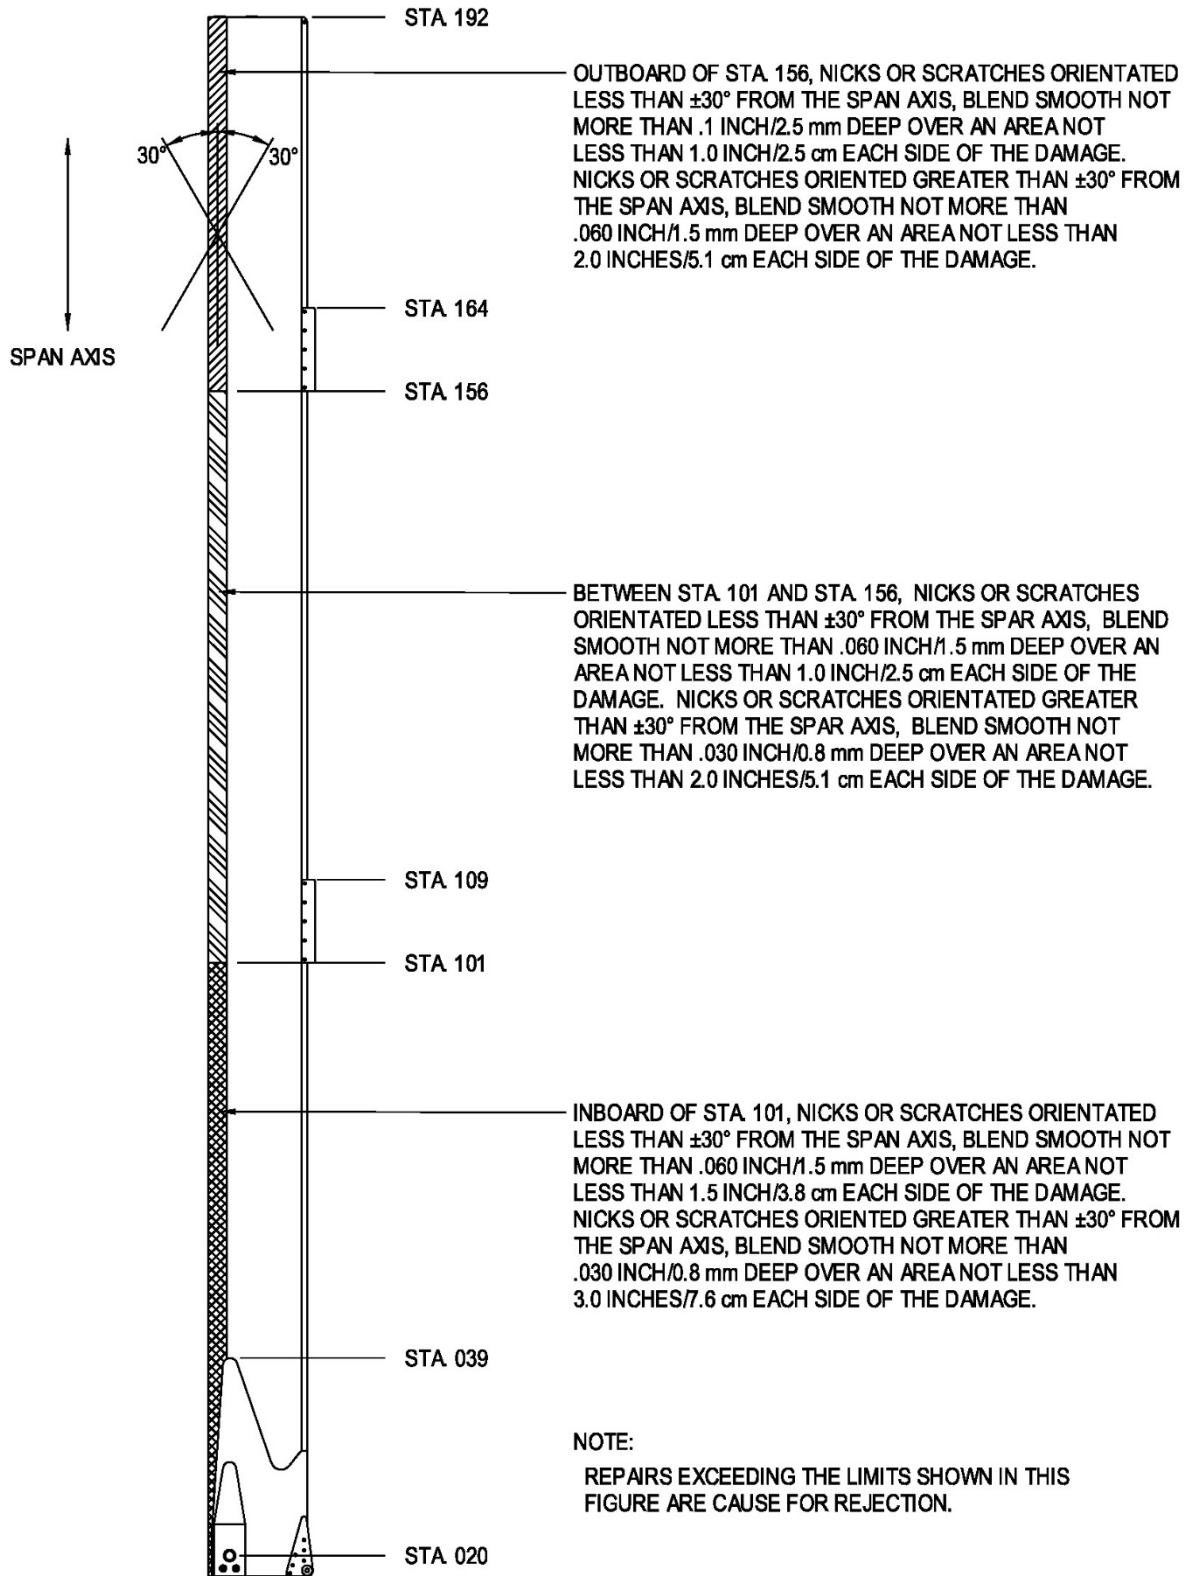 STA. 192
OUTBOARD OF STA. 156, NICKS OR SCRATCHES ORIENTATED
LESS THAN ±30° FROM THE SPAN AXIS, BLEND SMOOTH NOT
MORE THAN .1 INCH/2.5 mm DEEP OVER AN AREA NOT
LESS THAN 1.0 INCH/2.5 cm EACH SIDE OF THE DAMAGE.
NICKS OR SCRATCHES ORIENTED GREATER THAN ±30° FROM
THE SPAN AXIS, BLEND SMOOTH NOT MORE THAN
.060 INCH/1.5 mm DEEP OVER AN AREA NOT LESS THAN
2.0 INCHES/5.1 cm EACH SIDE OF THE DAMAGE.
30° 30°
SPAN AXIS
STA. 164
STA. 156
BETWEEN STA. 101 AND STA. 156, NICKS OR SCRATCHES
ORIENTATED LESS THAN ±30° FROM THE SPAR AXIS, BLEND
SMOOTH NOT MORE THAN .060 INCH/1.5 mm DEEP OVER AN
AREA NOT LESS THAN 1.0 INCH/2.5 cm EACH SIDE OF THE
DAMAGE. NICKS OR SCRATCHES ORIENTATED GREATER
THAN ±30° FROM THE SPAR AXIS, BLEND SMOOTH NOT
MORE THAN .030 INCH/0.8 mm DEEP OVER AN AREA NOT
LESS THAN 2.0 INCHES/5.1 cm EACH SIDE OF THE DAMAGE.
STA. 109
STA. 101
INBOARD OF STA. 101, NICKS OR SCRATCHES ORIENTATED
LESS THAN ±30° FROM THE SPAN AXIS, BLEND SMOOTH NOT
MORE THAN .060 INCH/1.5 mm DEEP OVER AN AREA NOT
LESS THAN 1.5 INCH/3.8 cm EACH SIDE OF THE DAMAGE.
NICKS OR SCRATCHES ORIENTED GREATER THAN ±30° FROM
THE SPAN AXIS, BLEND SMOOTH NOT MORE THAN
.030 INCH/0.8 mm DEEP OVER AN AREA NOT LESS THAN
3.0 INCHES/7.6 cm EACH SIDE OF THE DAMAGE.
STA. 039
NOTE:
REPAIRS EXCEEDING THE LIMITS SHOWN IN THIS
FIGURE ARE CAUSE FOR REJECTION.
STA. 020